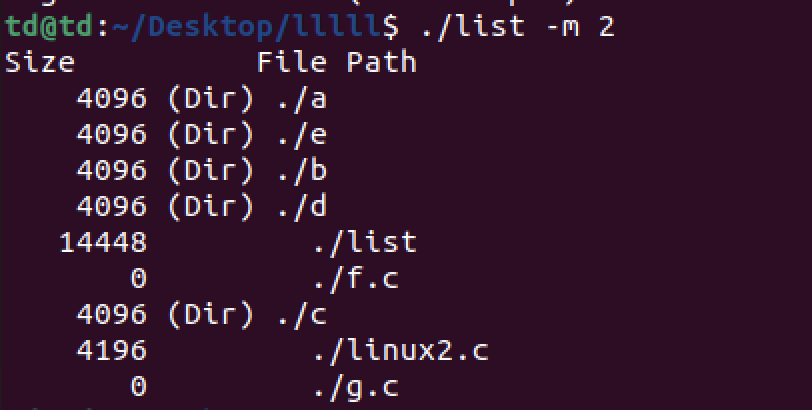 td@td:~/Desktop/lllll$ ./list -m 2
Size          File Path
    4096 (Dir) ./a
    4096 (Dir) ./e
    4096 (Dir) ./b
    4096 (Dir) ./d
   14448         ./list
       0         ./f.c
    4096 (Dir) ./c
    4196         ./linux2.c
       0         ./g.c